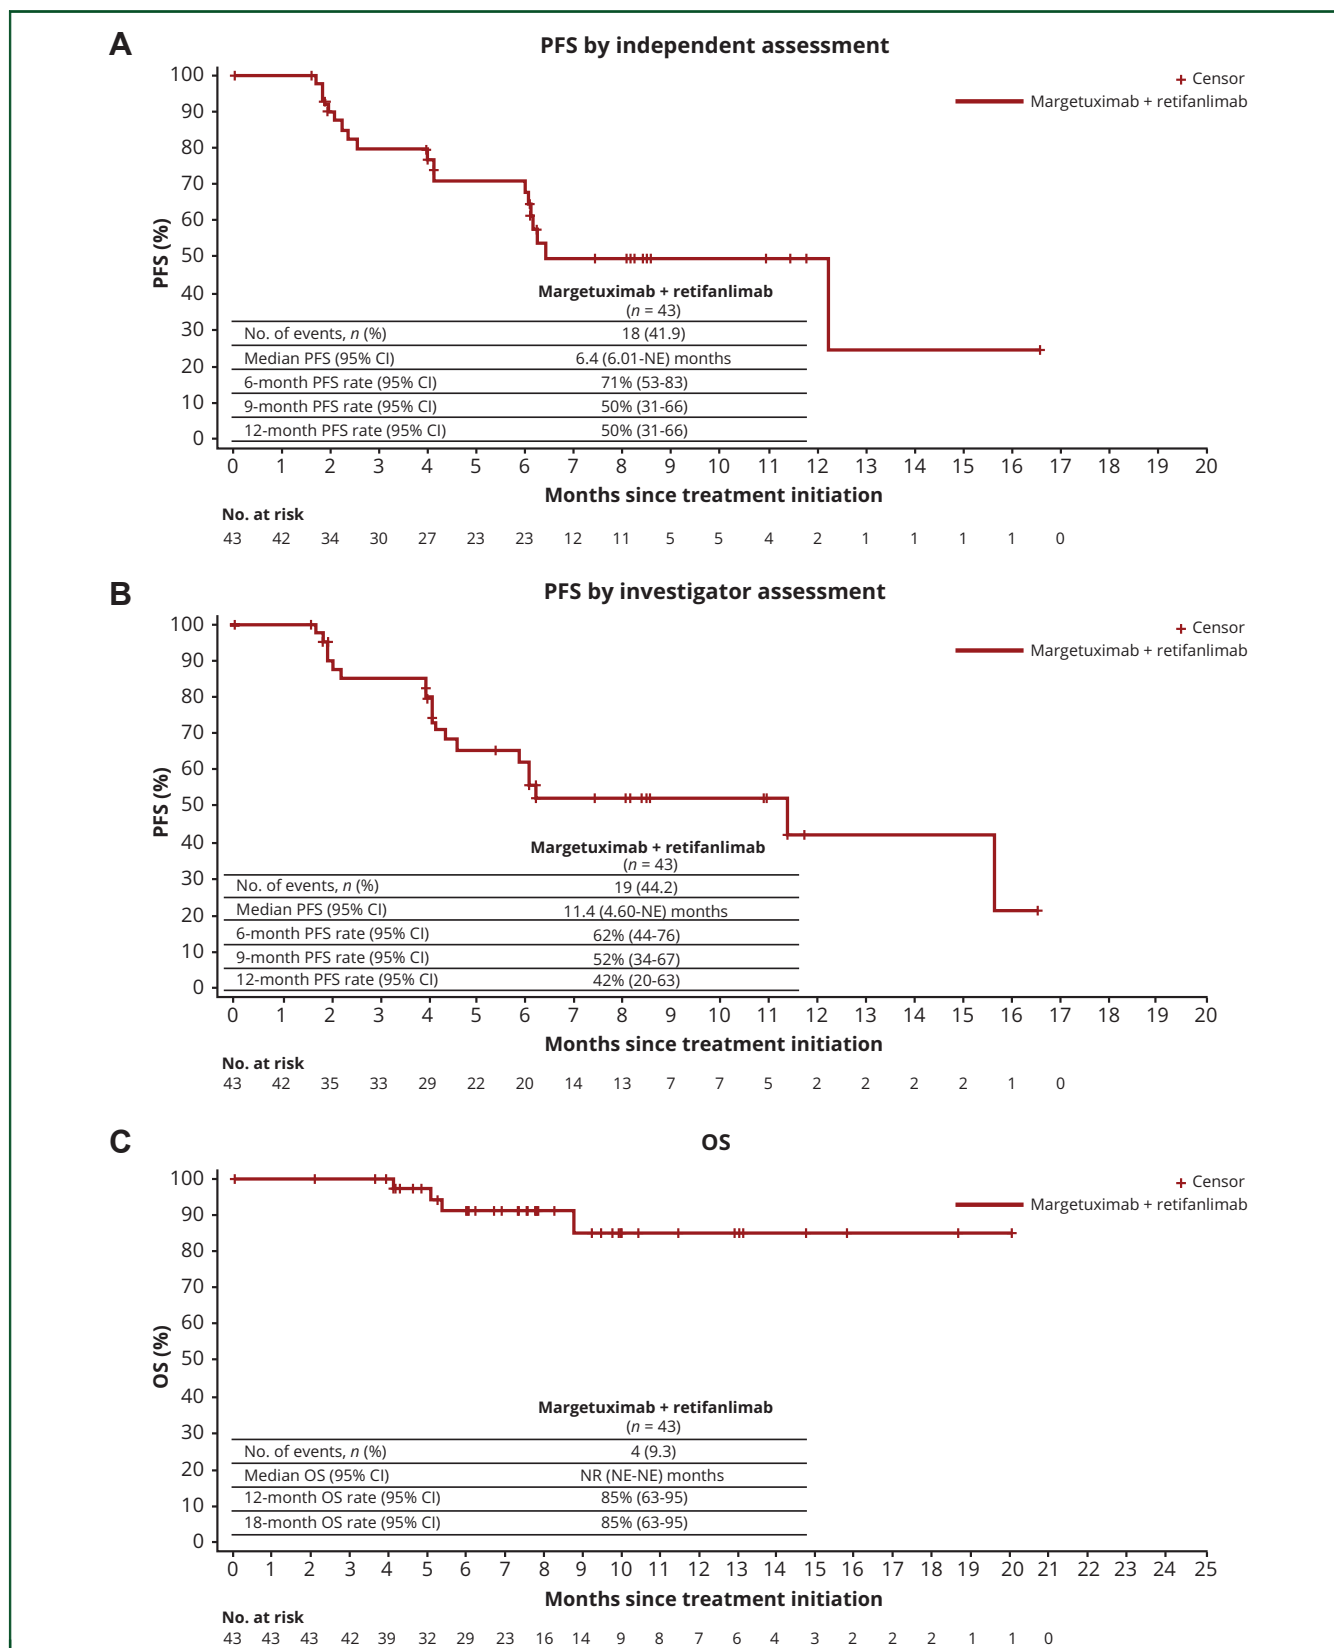 A
PFS by independent assessment
+ Censor
Margetuximab + retifanlimab
100
90
80
70
60
50
40
30
20
10
0
PFS (%)
Margetuximab + retifanlimab
(n = 43)
No. of events, n (%) 18 (41.9)
Median PFS (95% CI) 6.4 (6.01-NE) months
6-month PFS rate (95% CI) 71% (53-83)
9-month PFS rate (95% CI) 50% (31-66)
12-month PFS rate (95% CI) 50% (31-66)
0 1 2 3 4 5 6 7 8 9 10 11 12 13 14 15 16 17 18 19 20
Months since treatment initiation
No. at risk
43 42 34 30 27 23 23 12 11 5 5 4 2 1 1 1 1 0
B
PFS by investigator assessment
+ Censor
Margetuximab + retifanlimab
100
90
80
70
60
50
40
30
20
10
0
PFS (%)
Margetuximab + retifanlimab
(n = 43)
No. of events, n (%) 19 (44.2)
Median PFS (95% CI) 11.4 (4.60-NE) months
6-month PFS rate (95% CI) 62% (44-76)
9-month PFS rate (95% CI) 52% (34-67)
12-month PFS rate (95% CI) 42% (20-63)
0 1 2 3 4 5 6 7 8 9 10 11 12 13 14 15 16 17 18 19 20
Months since treatment initiation
No. at risk
43 42 35 33 29 22 20 14 13 7 7 5 2 2 2 2 1 0
C
OS
+ Censor
Margetuximab + retifanlimab
100
90
80
70
60
50
40
30
20
10
0
OS (%)
Margetuximab + retifanlimab
(n = 43)
No. of events, n (%) 4 (9.3)
Median OS (95% CI) NR (NE-NE) months
12-month OS rate (95% CI) 85% (63-95)
18-month OS rate (95% CI) 85% (63-95)
0 1 2 3 4 5 6 7 8 9 10 11 12 13 14 15 16 17 18 19 20 21 22 23 24 25
Months since treatment initiation
No. at risk
43 43 43 42 39 32 29 23 16 14 9 8 7 6 4 3 2 2 2 1 1 0